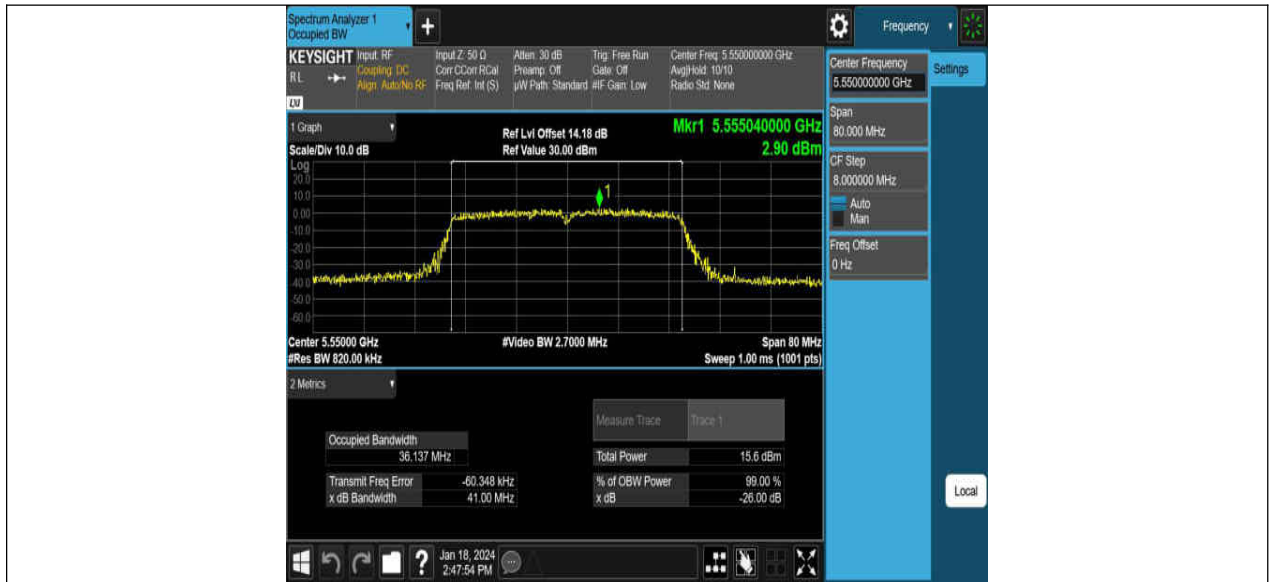 Spectrum Analyzer 1
Occupied BW
+
Frequency
KEYSIGHT
RL
LXI
Input: RF
Coupling: DC
Align: Auto/No RF
Input Z: 50 Ω
Corr CCorr RCal
Freq Ref: Int (S)
Atten: 30 dB
Preamp: Off
µW Path: Standard
Trig: Free Run
Gate: Off
#IF Gain: Low
Center Freq: 5.550000000 GHz
Avg|Hold: 10/10
Radio Std: None
Center Frequency
5.550000000 GHz
Settings
Span
80.000 MHz
CF Step
8.000000 MHz
Auto
Man
Freq Offset
0 Hz
Local
1 Graph
Scale/Div 10.0 dB
Ref Lvl Offset 14.18 dB
Ref Value 30.00 dBm
Mkr1 5.555040000 GHz
2.90 dBm
Log
20.0
10.0
0.00
-10.0
-20.0
-30.0
-40.0
-50.0
-60.0
1
Center 5.55000 GHz
#Res BW 820.00 kHz
#Video BW 2.7000 MHz
Span 80 MHz
Sweep 1.00 ms (1001 pts)
2 Metrics
Measure Trace Trace 1
Occupied Bandwidth
36.137 MHz
Total Power 15.6 dBm
Transmit Freq Error -60.348 kHz
% of OBW Power 99.00 %
x dB Bandwidth 41.00 MHz
x dB -26.00 dB
?
Jan 18, 2024
2:47:54 PM